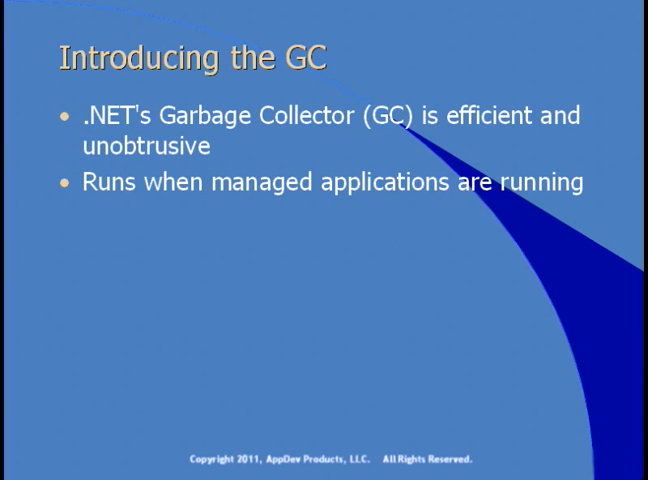 Introducing the GC
• .NET's Garbage Collector (GC) is efficient and
unobtrusive
• Runs when managed applications are running
Copyright 2011, AppDev Products, LLC. All Rights Reserved.